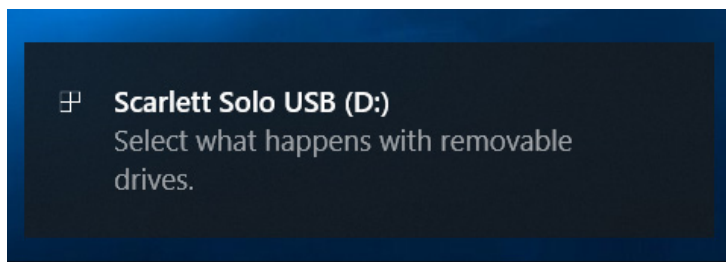 Scarlett Solo USB (D:)
Select what happens with removable
drives.